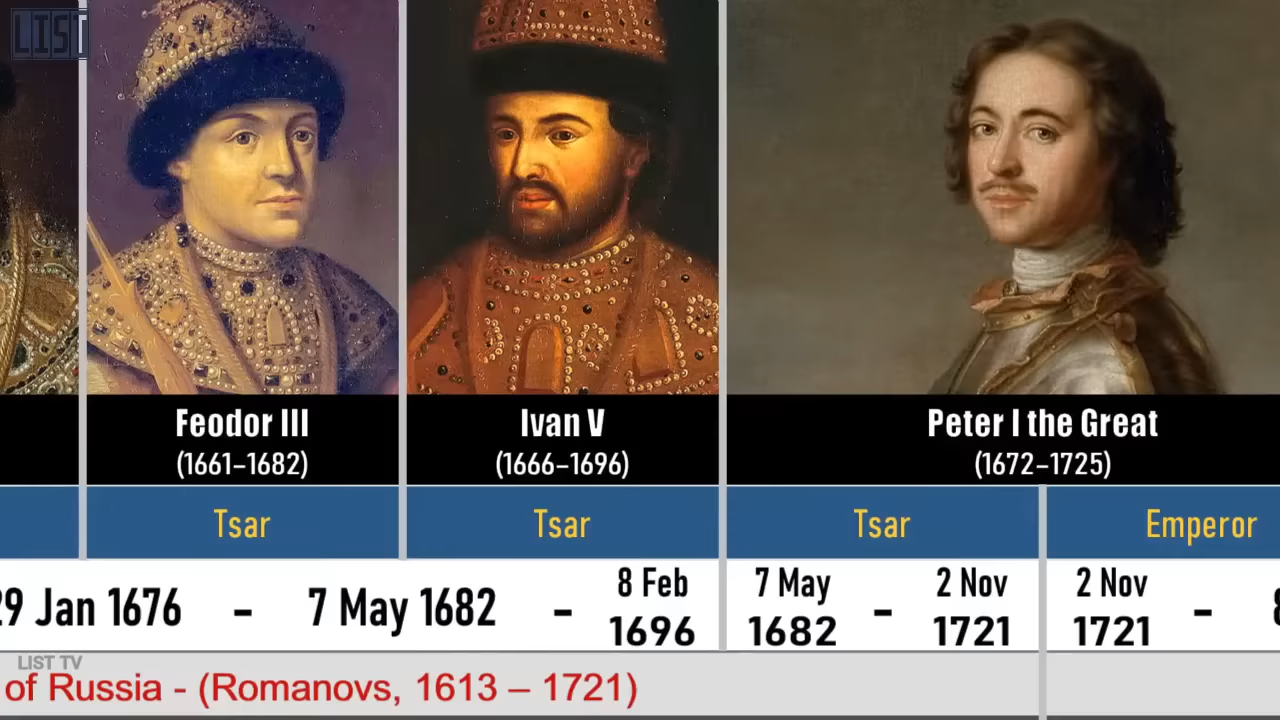 LIST
Feodor III
(1661–1682)
Ivan V
(1666–1696)
Peter I the Great
(1672–1725)
Tsar
Tsar
Tsar
Emperor
29 Jan 1676 - 7 May 1682 - 8 Feb 1696
7 May 1682 - 2 Nov 1721
2 Nov 1721 -
LIST TV
of Russia - (Romanovs, 1613 – 1721)